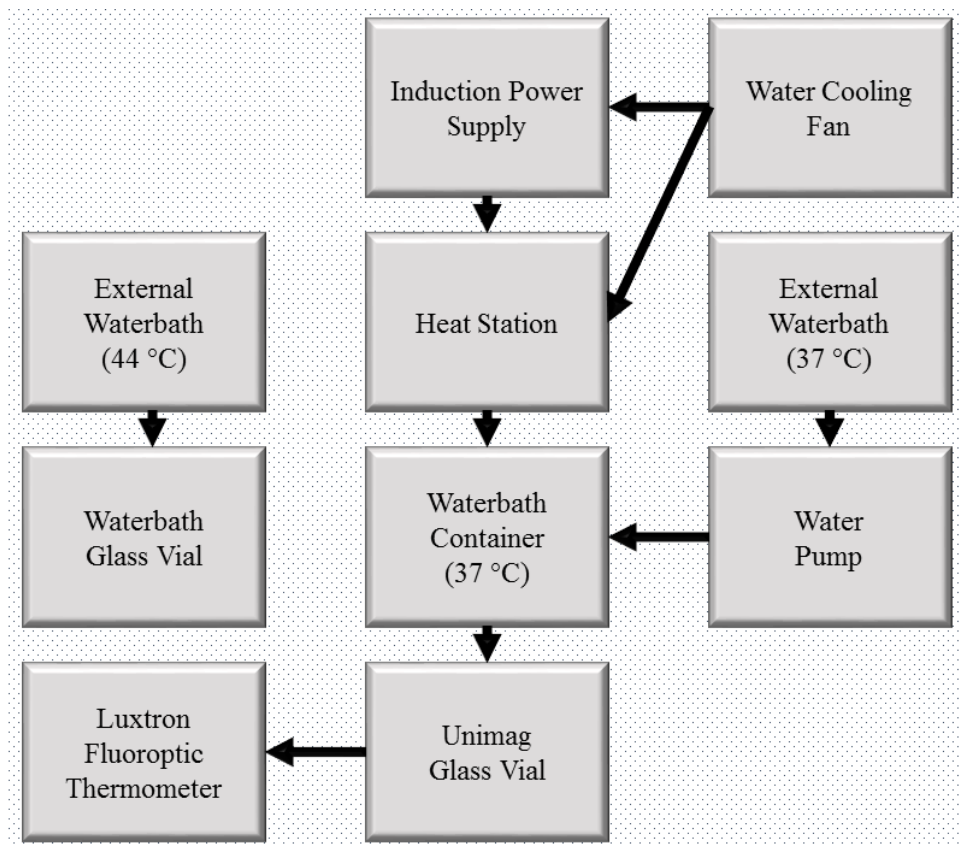 Induction Power
Supply
Water Cooling
Fan
External
Waterbath
(44 °C)
Heat Station
External
Waterbath
(37 °C)
Waterbath
Glass Vial
Waterbath
Container
(37 °C)
Water
Pump
Luxtron
Fluoroptic
Thermometer
Unimag
Glass Vial